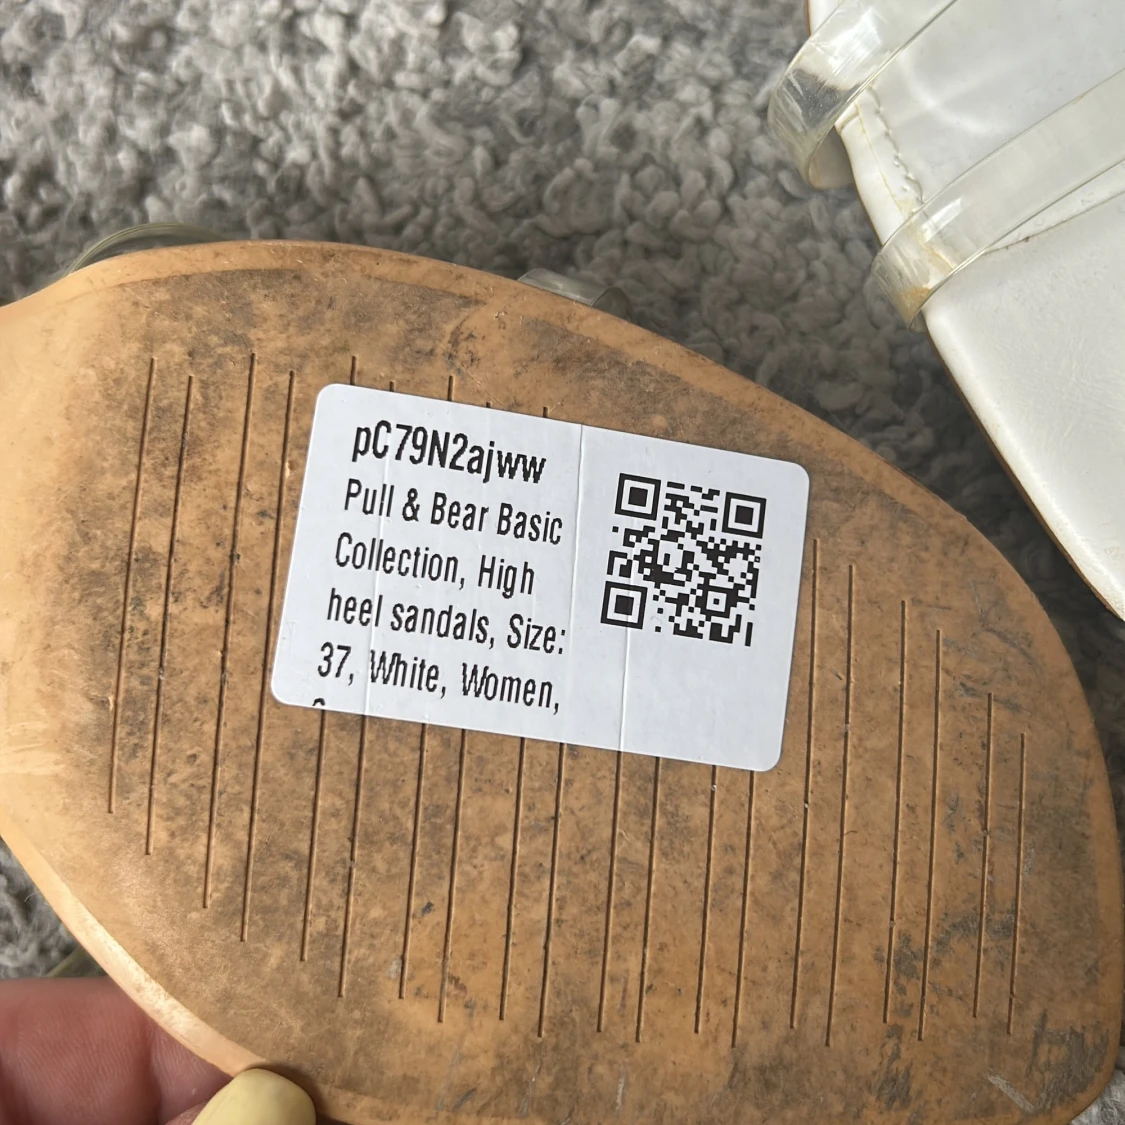 pC79N2ajww
Pull & Bear Basic
Collection, High
heel sandals, Size:
37, White, Women,